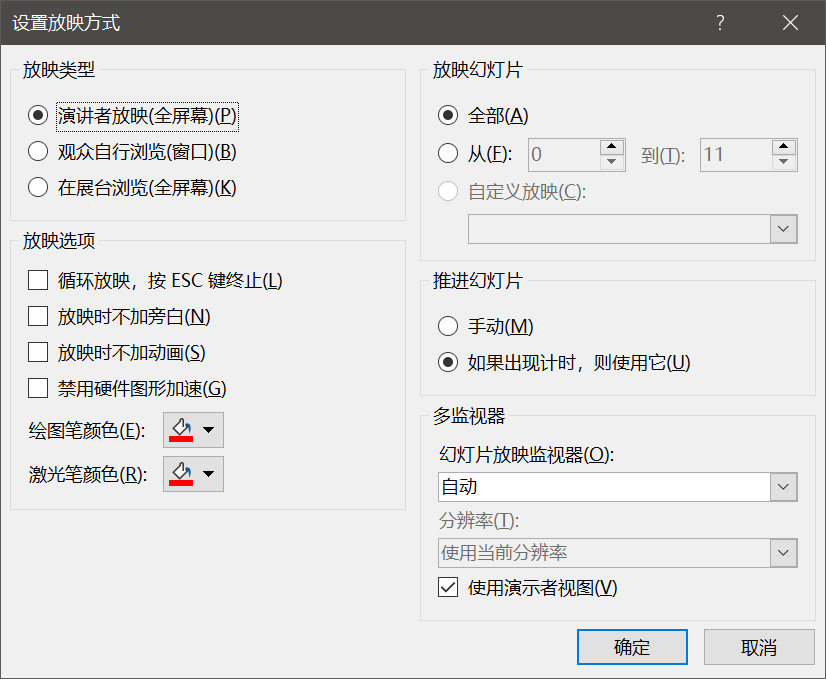 设置放映方式
放映类型
演讲者放映(全屏幕)(P)
观众自行浏览(窗口)(B)
在展台浏览(全屏幕)(K)
放映选项
循环放映，按 ESC 键终止(L)
放映时不加旁白(N)
放映时不加动画(S)
禁用硬件图形加速(G)
绘图笔颜色(E):
激光笔颜色(R):
放映幻灯片
全部(A)
从(F): 0 到(T): 11
自定义放映(C):
推进幻灯片
手动(M)
如果出现计时，则使用它(U)
多监视器
幻灯片放映监视器(O):
自动
分辨率(T):
使用当前分辨率
使用演示者视图(V)
确定 取消